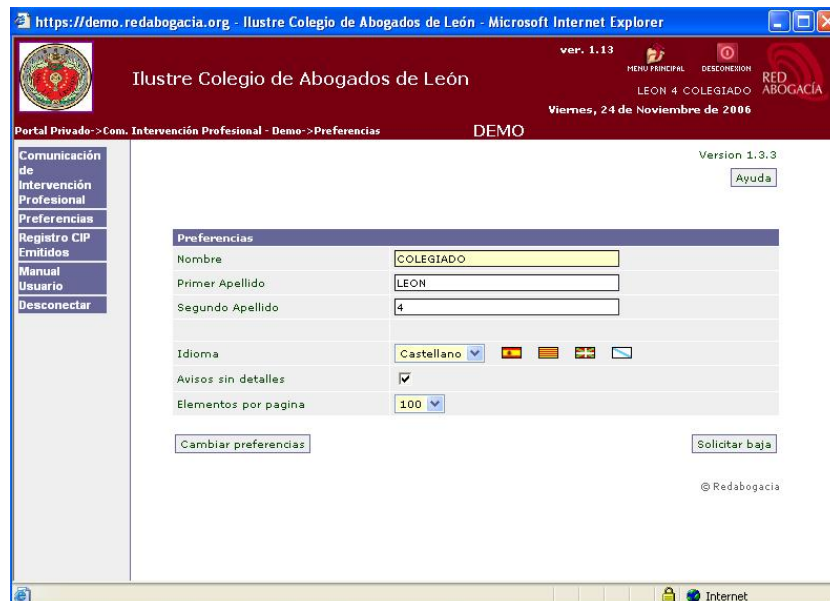 https://demo.redabogacia.org - Ilustre Colegio de Abogados de León - Microsoft Internet Explorer
ver. 1.13
MENU PRINCIPAL DESCONEXION
Ilustre Colegio de Abogados de León
RED ABOGACÍA
LEON 4 COLEGIADO
Viernes, 24 de Noviembre de 2006
Portal Privado->Com. Intervención Profesional - Demo->Preferencias DEMO
Comunicación
de
Intervención
Profesional
Preferencias
Registro CIP
Emitidos
Manual
Usuario
Desconectar
Version 1.3.3
Ayuda
Preferencias
Nombre COLEGIADO
Primer Apellido LEON
Segundo Apellido 4
Idioma Castellano
Avisos sin detalles
Elementos por pagina 100
Cambiar preferencias Solicitar baja
© Redabogacia
Internet